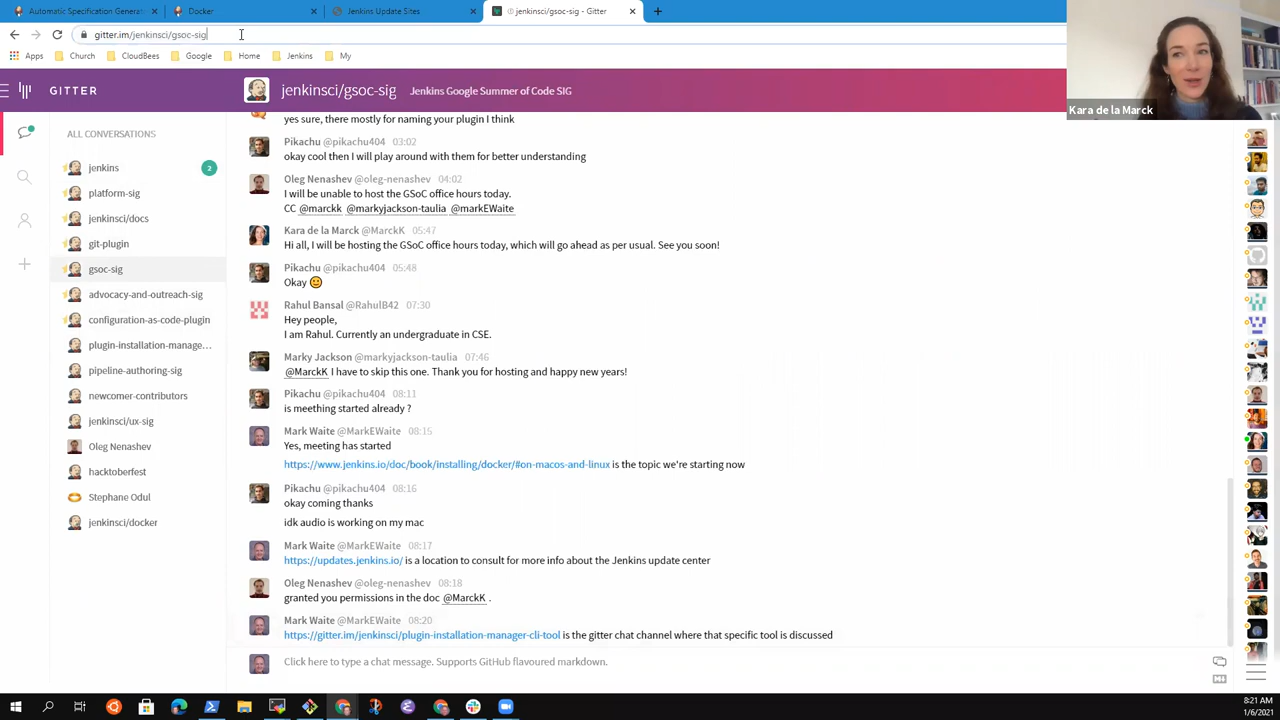 Automatic Specification Generat
Docker
Jenkins Update Sites
jenkinsci/gsoc-sig - Gitter
gitter.im/jenkinsci/gsoc-sig
Apps
Church
CloudBees
Google
Home
Jenkins
My
Kara de la Marck
GITTER
jenkinsci/gsoc-sig
Jenkins Google Summer of Code SIG
ALL CONVERSATIONS
jenkins
2
platform-sig
jenkinsci/docs
git-plugin
gsoc-sig
advocacy-and-outreach-sig
configuration-as-code-plugin
plugin-installation-manage...
pipeline-authoring-sig
newcomer-contributors
jenkinsci/ux-sig
Oleg Nenashev
hacktoberfest
Stephane Odul
jenkinsci/docker
yes sure, there mostly for naming your plugin I think
Pikachu @pikachu404 03:02
okay cool then I will play around with them for better understanding
Oleg Nenashev @oleg-nenashev 04:02
I will be unable to host the GSoC office hours today.
CC @marckk @markyjackson-taulia @markEWaite
Kara de la Marck @MarckK 05:47
Hi all, I will be hosting the GSoC office hours today, which will go ahead as per usual. See you soon!
Pikachu @pikachu404 05:48
Okay
Rahul Bansal @RahulB42 07:30
Hey people,
I am Rahul. Currently an undergraduate in CSE.
Marky Jackson @markyjackson-taulia 07:46
@MarckK I have to skip this one. Thank you for hosting and happy new years!
Pikachu @pikachu404 08:11
is meething started already ?
Mark Waite @MarkEWaite 08:15
Yes, meeting has started
https://www.jenkins.io/doc/book/installing/docker/#on-macos-and-linux is the topic we're starting now
Pikachu @pikachu404 08:16
okay coming thanks
idk audio is working on my mac
Mark Waite @MarkEWaite 08:17
https://updates.jenkins.io/ is a location to consult for more info about the Jenkins update center
Oleg Nenashev @oleg-nenashev 08:18
granted you permissions in the doc @MarckK .
Mark Waite @MarkEWaite 08:20
https://gitter.im/jenkinsci/plugin-installation-manager-cli-tool is the gitter chat channel where that specific tool is discussed
Click here to type a chat message. Supports GitHub flavoured markdown.
8:21 AM
1/6/2021